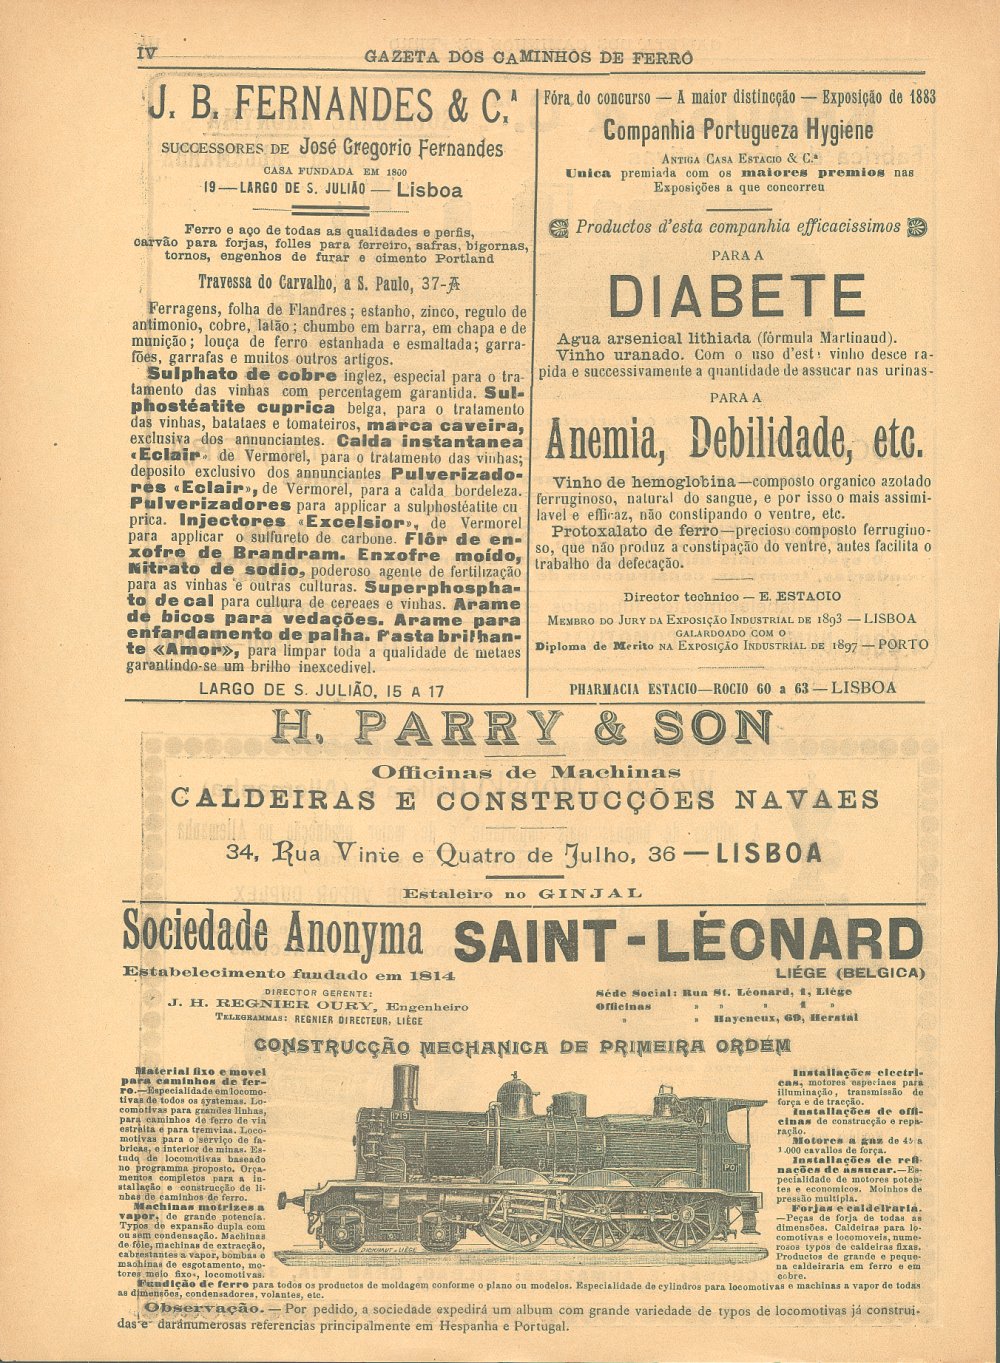 IV
GAZETA DOS CAMINHOS DE FERRO
J. B. FERNANDES & C.ª
SUCCESSORES DE José Gregorio Fernandes
CASA FUNDADA EM 1800
19—LARGO DE S. JULIÃO—Lisboa
Ferro e aço de todas as qualidades e perfis,
carvão para forjas, folles para ferreiro, safras, bigornas,
tornos, engenhos de furar e cimento Portland
Travessa do Carvalho, a S. Paulo, 37-A
Ferragens, folha de Flandres; estanho, zinco, regulo de
antimonio, cobre, latão; chumbo em barra, em chapa e de
munição; louça de ferro estanhada e esmaltada; garra-
fões, garrafas e muitos outros artigos.
Sulphato de cobre inglez, especial para o tra-
tamento das vinhas com percentagem garantida. Sul-
phostéatite cuprica belga, para o tratamento
das vinhas, batataes e tomateiros, marca caveira,
exclusiva dos annunciantes. Calda instantanea
«Eclair» de Vermorel, para o tratamento das vinhas;
deposito exclusivo dos annunciantes Pulverizado-
res «Eclair», de Vermorel, para a calda bordeleza.
Pulverizadores para applicar a sulphostéatite cu
prica. Injectores «Excelsior», de Vermorel
para applicar o sulfureto de carbone. Flôr de en-
xofre de Brandram. Enxofre moído,
Nitrato de sodio, poderoso agente de fertilização
para as vinhas e outras culturas. Superphospha-
to de cal para cultura de cereaes e vinhas. Arame
de bicos para vedações. Arame para
enfardamento de palha. Pasta brilhan-
te «Amor», para limpar toda a qualidade de metaes
garantindo-se um brilho inexcedivel.
LARGO DE S. JULIÃO, 15 A 17
Fóra do concurso — A maior distincção — Exposição de 1883
Companhia Portugueza Hygiene
ANTIGA CASA ESTACIO & C.ª
Unica premiada com os maiores premios nas
Exposições a que concorreu
Productos d'esta companhia efficacissimos
PARA A
DIABETE
Agua arsenical lithiada (fórmula Martinaud).
Vinho uranado. Com o uso d'est vinho desce ra-
pida e successivamente a quantidade de assucar nas urinas-
PARA A
Anemia, Debilidade, etc.
Vinho de hemoglobina—composto organico azotado
ferruginoso, natural do sangue, e por isso o mais assimi-
lavel e efficaz, não constipando o ventre, etc.
Protoxalato de ferro—precioso composto ferrugino-
so, que não produz a constipação do ventre, antes facilita o
trabalho da defecação.
Director technico — E. ESTACIO
MEMBRO DO JURY DA EXPOSIÇÃO INDUSTRIAL DE 1893 — LISBOA
GALARDOADO COM O
Diploma de Merito NA EXPOSIÇÃO INDUSTRIAL DE 1897 — PORTO
PHARMACIA ESTACIO—ROCIO 60 a 63—LISBOA
H. PARRY & SON
Officinas de Machinas
CALDEIRAS E CONSTRUCÇÕES NAVAES
34, Rua Vinte e Quatro de Julho, 36 — LISBOA
Estaleiro no GINJAL
Sociedade Anonyma SAINT-LÉONARD
Estabelecimento fundado em 1814
LIÉGE (BELGICA)
DIRECTOR GERENTE:
J. H. REGNIER OURY, Engenheiro
TELEGRAMMAS: REGNIER DIRECTEUR, LIÉGE
Séde Social: Rua St. Léonard, 1, Liége
Officinas » » 1 »
» » Hayeneux, 69, Herstal
CONSTRUCÇÃO MECHANICA DE PRIMEIRA ORDEM
Material fixo e movel
para caminhos de fer-
ro.—Especialidade em locomo-
tivas de todos os systemas. Lo-
comotivas para grandes linhas,
para caminhos de ferro de via
estreita e para tremvias. Loco-
motivas para o serviço de fa-
bricas, e interior de minas. Es-
tudo de locomotivas baseado
no programma proposto. Orça-
mentos completos para a in-
stallação e construcção de li-
nhas de caminhos de ferro.
Machinas motrizes a
vapor, de grande potencia.
Typos de expansão dupla com
ou sem condensação. Machinas
de fôle, machinas de extracção,
cabrestantes a vapor, bombas e
machinas de esgotamento, mo-
tores meio fixos, locomotivas.
DICKHAUT-LIÈGE
Installações electri-
cas, motores especiaes para
illuminação, transmissão de
força e de tracção.
Installações de offi-
cinas de construcção e repa-
ração.
Motores a gaz de 4½ a
1.000 cavallos de força.
Installações de refi-
nações de assucar.—Es-
pecialidade de motores poten-
tes e economicos. Moinhos de
pressão multipla.
Forjas e caldeiraria.
—Peças de forja de todas as
dimensões. Caldeiras para lo-
comotivas e locomoveis, nume-
rosos typos de caldeiras fixas.
Productos de grande e peque-
na caldeiraria em ferro e em
cobre.
Fundição de ferro para todos os productos de moldagem conforme o plano ou modelos. Especialidade de cylindros para locomotivas e machinas a vapor de todas
as dimensões, condensadores, volantes, etc.
Observação. — Por pedido, a sociedade expedirá um album com grande variedade de typos de locomotivas já construi-
das e daránumerosas referencias principalmente em Hespanha e Portugal.